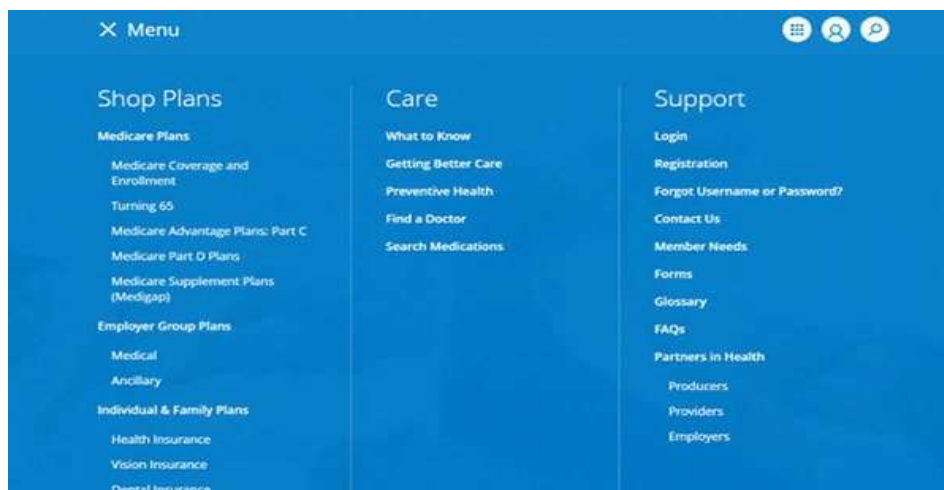 Menu
Shop Plans
Medicare Plans
Medicare Coverage and
Enrollment
Turning 65
Medicare Advantage Plans: Part C
Medicare Part D Plans
Medicare Supplement Plans
(Medigap)
Employer Group Plans
Medical
Ancillary
Individual & Family Plans
Health Insurance
Vision Insurance
Dental Insurance
Care
What to Know
Getting Better Care
Preventive Health
Find a Doctor
Search Medications
Support
Login
Registration
Forgot Username or Password?
Contact Us
Member Needs
Forms
Glossary
FAQs
Partners in Health
Producers
Providers
Employers